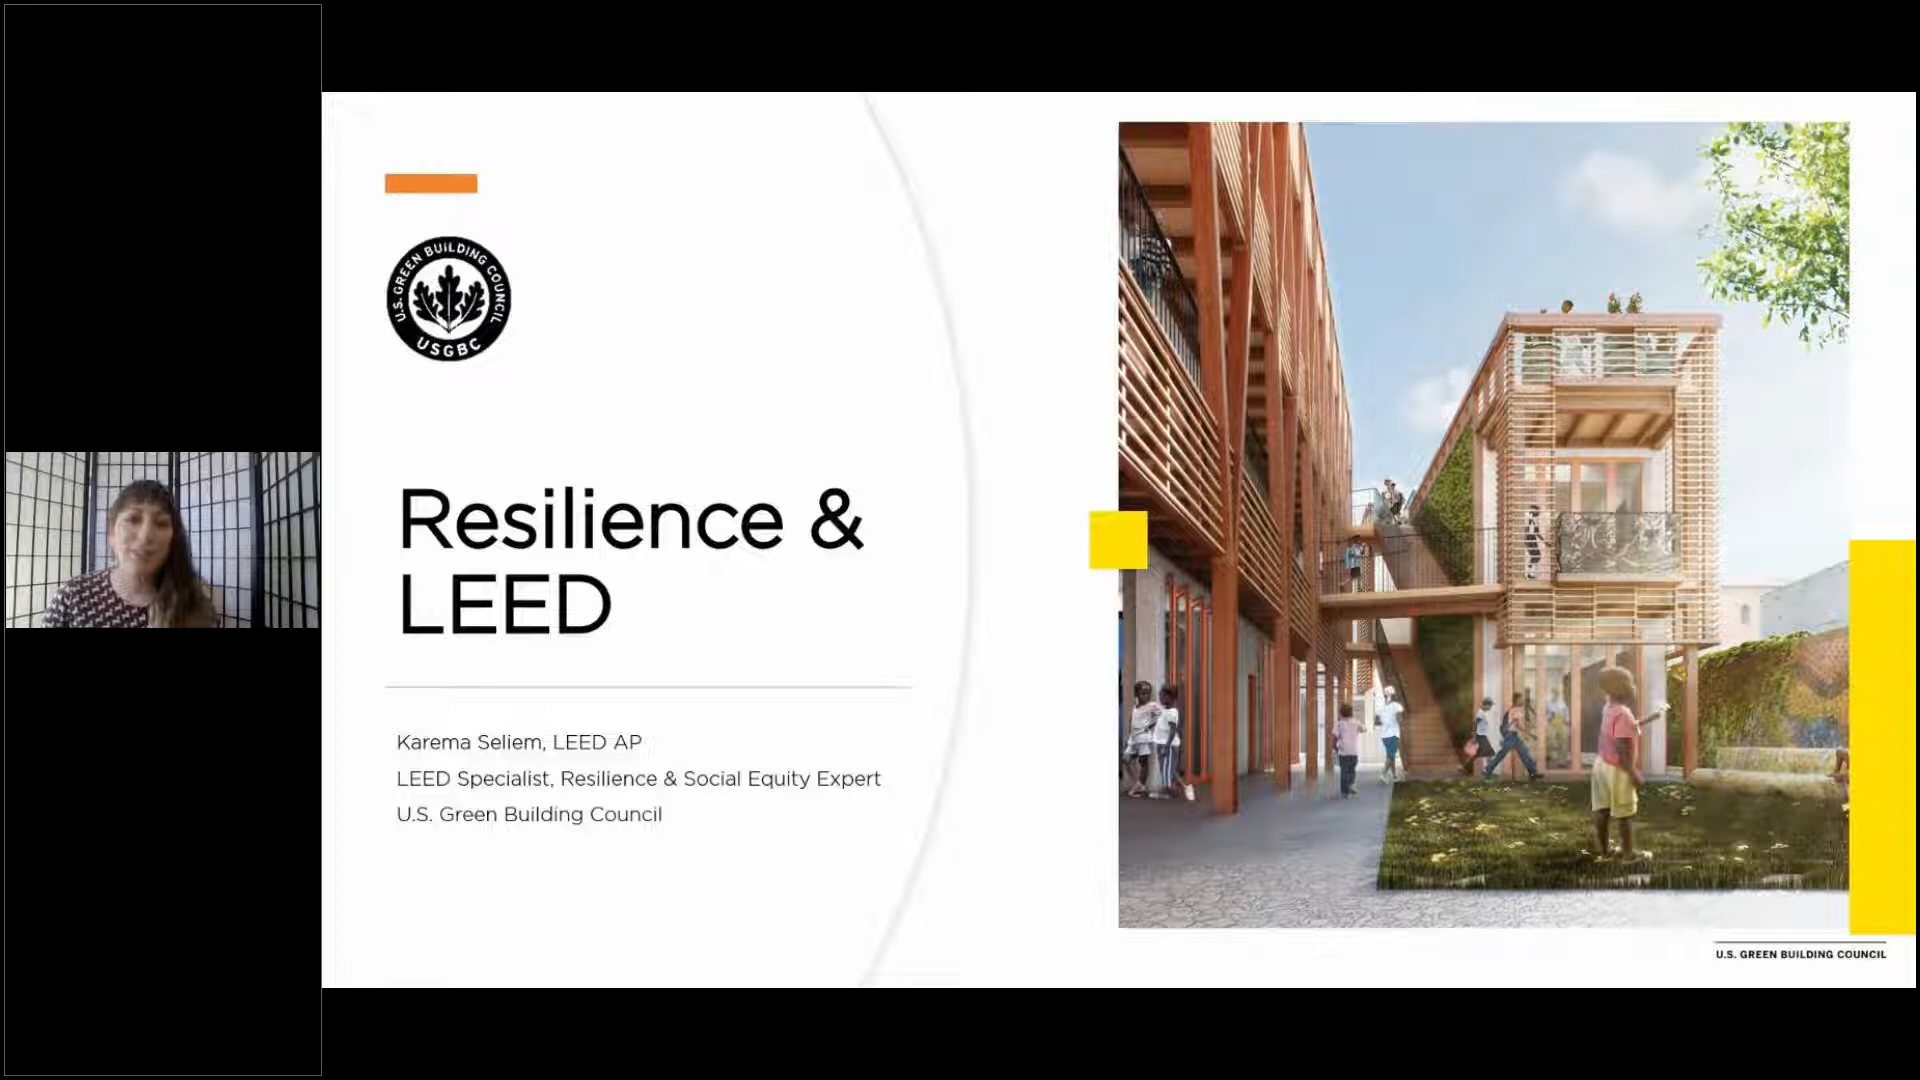 U.S. GREEN BUILDING COUNCIL
USGBC
Resilience &
LEED
Karema Seliem, LEED AP
LEED Specialist, Resilience & Social Equity Expert
U.S. Green Building Council
U.S. GREEN BUILDING COUNCIL